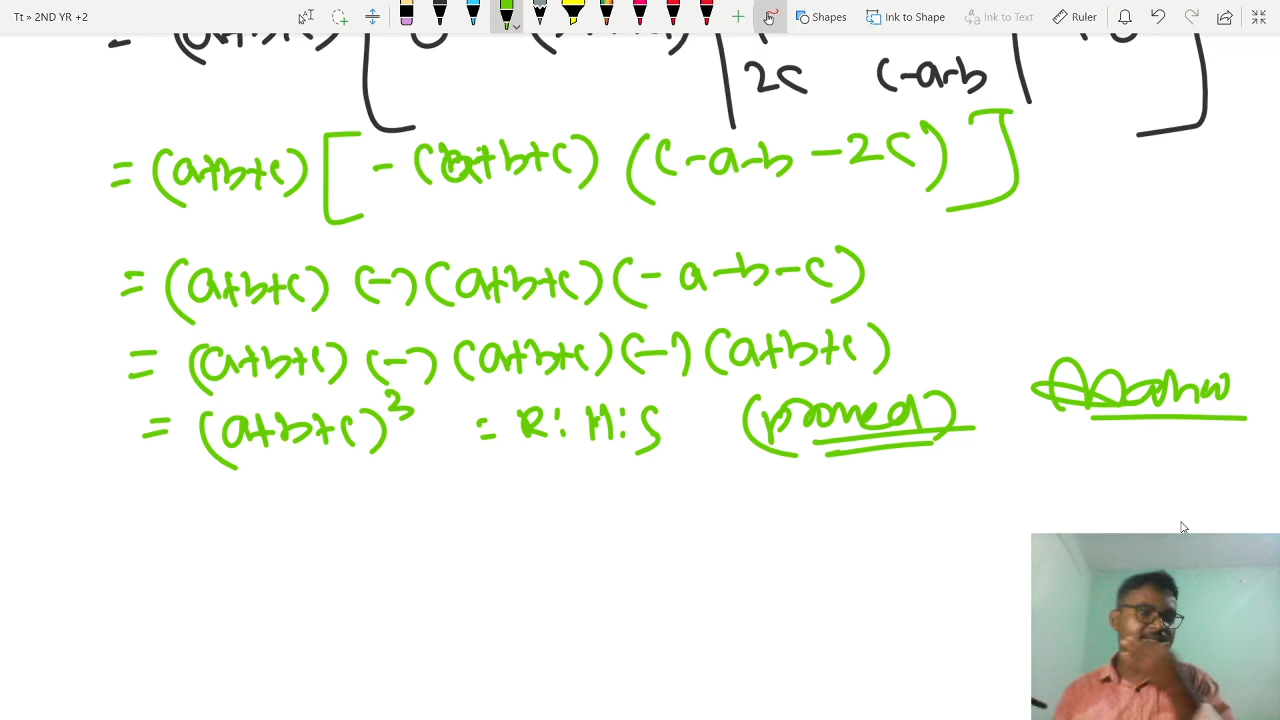 Tt » 2ND YR +2 Shapes Ink to Shape Ink to Text Ruler
= (a+b+c)
2c c-a-b
= (a+b+c) [ - (a+b+c) (c-a-b-2c) ]
= (a+b+c) (-) (a+b+c) (-a-b-c)
= (a+b+c) (-) (a+b+c) (-) (a+b+c)
= (a+b+c)³ = R.H.S (proved)